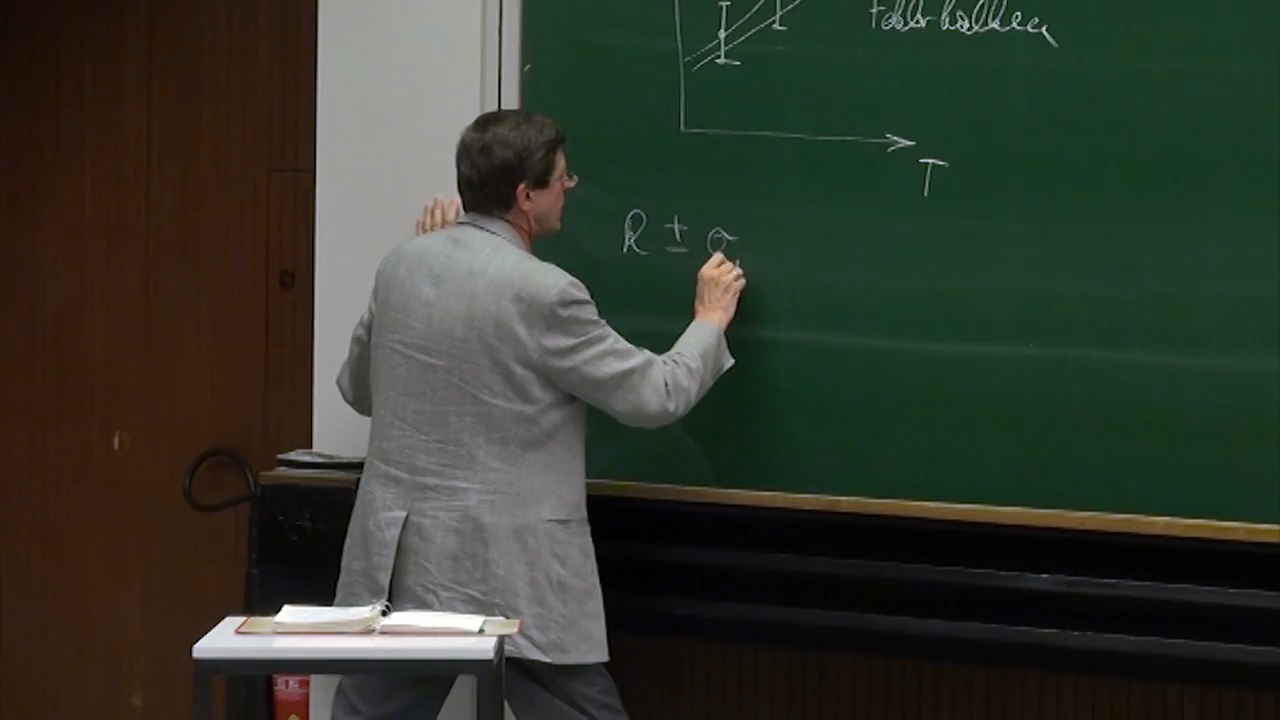 Fehlerbalken
T
R ± σ